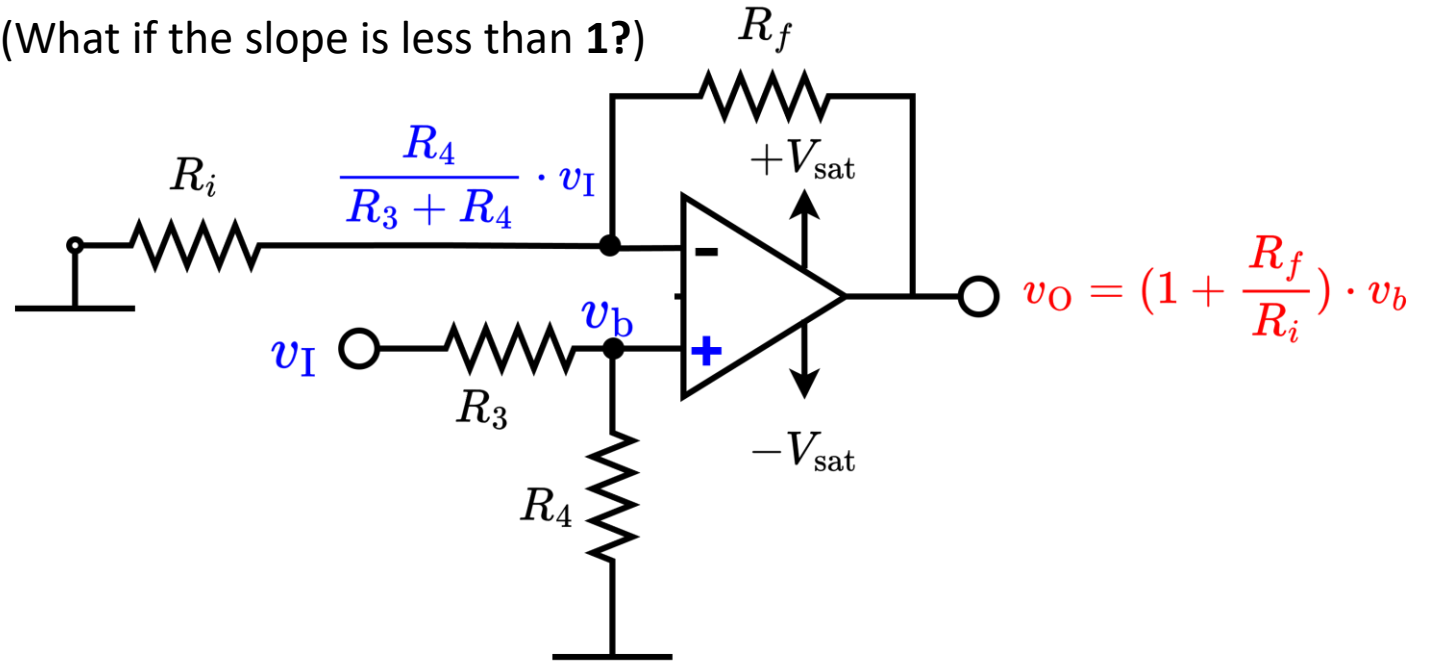 (What if the slope is less than 1?)
R_f
R_i
R_4 / (R_3 + R_4) · v_I
+V_sat
-
v_b
v_O = (1 + R_f / R_i) · v_b
v_I
+
R_3
−V_sat
R_4